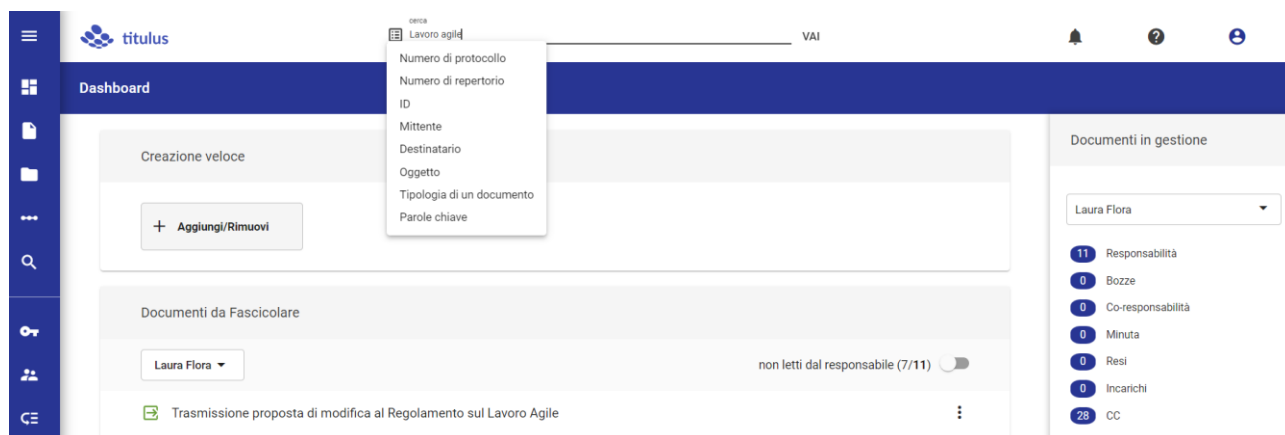 titulus
cerca
Lavoro agile
VAI
Dashboard
Numero di protocollo
Numero di repertorio
ID
Mittente
Destinatario
Oggetto
Tipologia di un documento
Parole chiave
Creazione veloce
+ Aggiungi/Rimuovi
Documenti da Fascicolare
Laura Flora
non letti dal responsabile (7/11)
Trasmissione proposta di modifica al Regolamento sul Lavoro Agile
Documenti in gestione
Laura Flora
11 Responsabilità
0 Bozze
0 Co-responsabilità
0 Minuta
0 Resi
0 Incarichi
28 CC